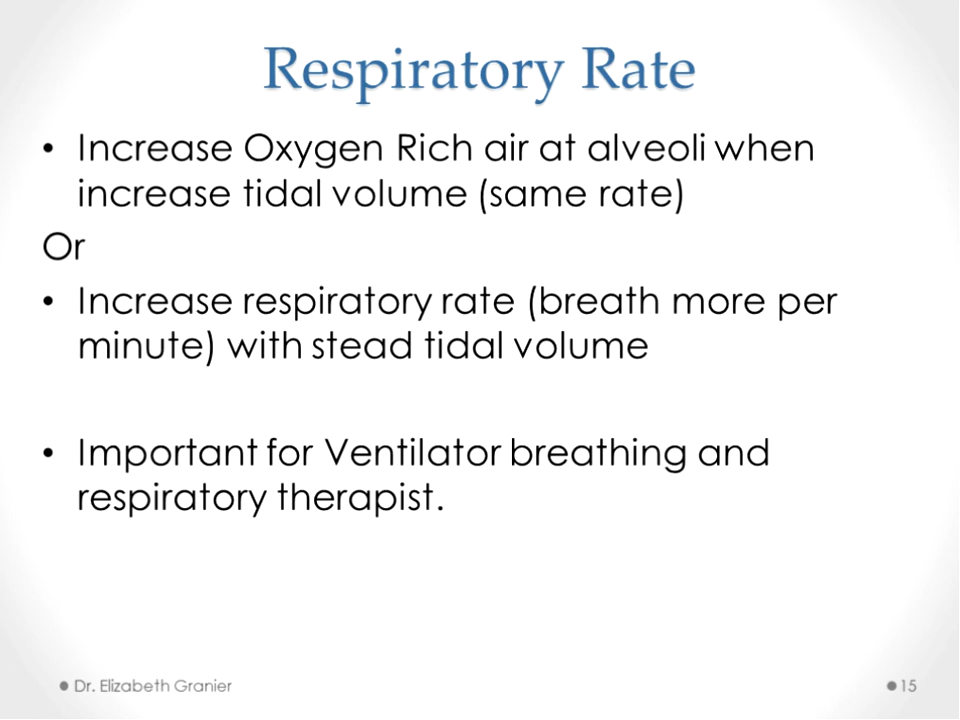 Respiratory Rate
• Increase Oxygen Rich air at alveoli when
increase tidal volume (same rate)
Or
• Increase respiratory rate (breath more per
minute) with stead tidal volume
• Important for Ventilator breathing and
respiratory therapist.
Dr. Elizabeth Granier
15